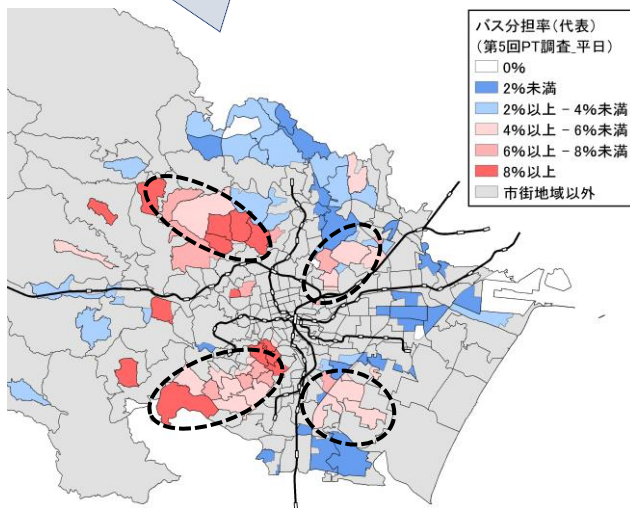 バス分担率(代表)
(第5回PT調査_平日)
0%
2%未満
2%以上 - 4%未満
4%以上 - 6%未満
6%以上 - 8%未満
8%以上
市街地域以外